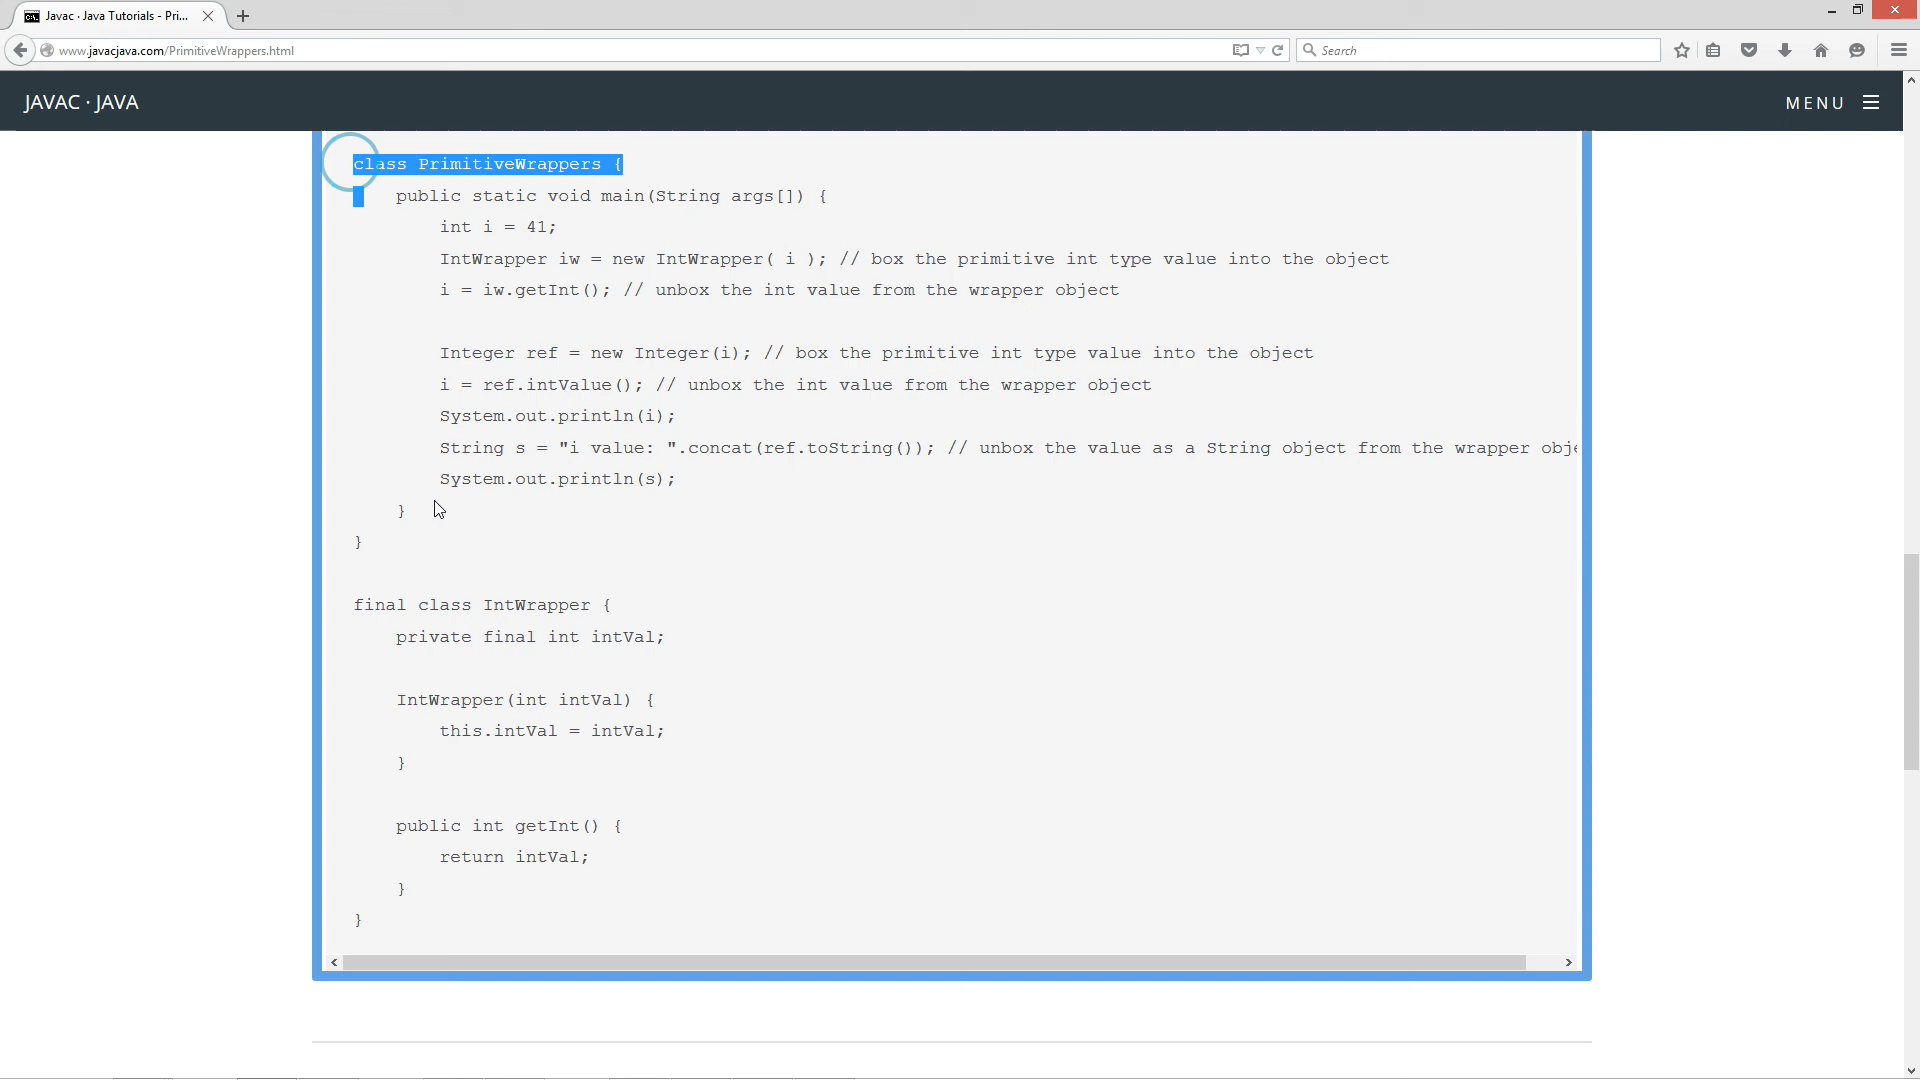 Javac · Java Tutorials - Pri...
www.javacjava.com/PrimitiveWrappers.html
Search
JAVAC · JAVA
MENU
class PrimitiveWrappers {
public static void main(String args[]) {
int i = 41;
IntWrapper iw = new IntWrapper( i ); // box the primitive int type value into the object
i = iw.getInt(); // unbox the int value from the wrapper object
Integer ref = new Integer(i); // box the primitive int type value into the object
i = ref.intValue(); // unbox the int value from the wrapper object
System.out.println(i);
String s = "i value: ".concat(ref.toString()); // unbox the value as a String object from the wrapper obj
System.out.println(s);
}
}
final class IntWrapper {
private final int intVal;
IntWrapper(int intVal) {
this.intVal = intVal;
}
public int getInt() {
return intVal;
}
}